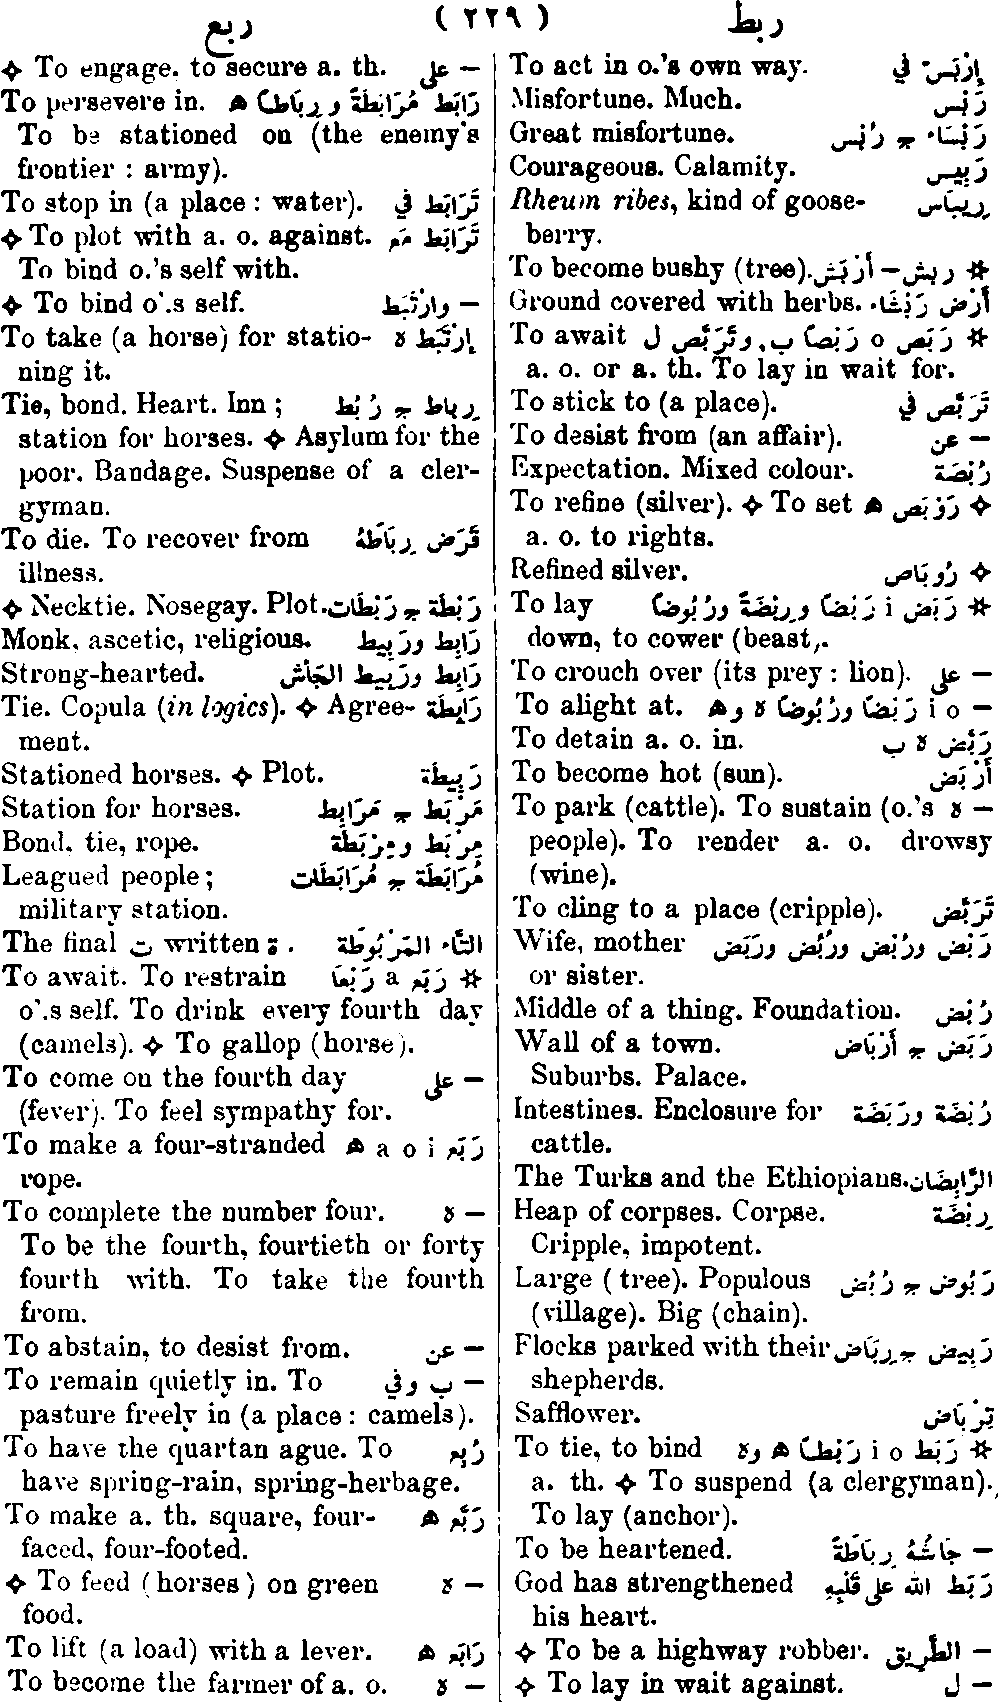 ربط ( ٢٢٩ ) ربع
To act in o.'s own way. إِرْبَسَّ في
Misfortune. Much. رَبْس
Great misfortune. رَبْسَاء ج رُبْس
Courageous. Calamity. رَبِيس
Rheum ribes, kind of goose- رِيبَاس
berry.
To become bushy (tree). ✻ ربش – أَرْبَش
Ground covered with herbs. أَرْض رَبْشَاء
To await ✻ رَبَص o رَبْصًا ب, وتَرَبَّص ل
a. o. or a. th. To lay in wait for.
To stick to (a place). تَرَبَّص في
To desist from (an affair). – عن
Expectation. Mixed colour. رُبْصَة
To refine (silver). ❖ To set ❖ رَوْبَص ه
a. o. to rights.
Refined silver. ❖ رُوبَاص
To lay ✻ رَبَض i رَبْضًا ورِبْضَةً ورُبُوضًا
down, to cower (beast,.
To crouch over (its prey : lion). – على
To alight at. – i o رَبْضًا ورُبُوضًا ه وه
To detain a. o. in. رَبَّض ه ب
To become hot (sun). أَرْبَض
To park (cattle). To sustain (o.'s – ه
people). To render a. o. drowsy
(wine).
To cling to a place (cripple). تَرَبَّض
Wife, mother رَبْض ورُبْض ورُبُض ورَبَض
or sister.
Middle of a thing. Foundation. رُبْض
Wall of a town. رَبَض ج أَرْبَاض
Suburbs. Palace.
Intestines. Enclosure for رُبْضَة ورَبَضَة
cattle.
The Turks and the Ethiopians. الرَّابِضَان
Heap of corpses. Corpse. رِبْضَة
Cripple, impotent.
Large ( tree). Populous رَبُوض ج رُبُض
(village). Big (chain).
Flocks parked with their رَبِيض ج رِبَاض
shepherds.
Safflower. تِرْبَاض
To tie, to bind ✻ رَبَط i o رَبْطًا ه وه
a. th. ❖ To suspend (a clergyman).
To lay (anchor).
To be heartened. – جَاشُهُ رِبَاطَةً
God has strengthened رَبَط الله على قَلْبِهِ
his heart.
❖ To be a highway robber. – الطَّرِيق
❖ To lay in wait against. – ل
❖ To engage. to secure a. th. – على
To persevere in. رَابَط مُرَابَطَةً و رِبَاطًا ه
To be stationed on (the enemy's
frontier : army).
To stop in (a place : water). تَرَابَط في
❖ To plot with a. o. against. تَرَابَط مَع
To bind o.'s self with.
❖ To bind o'.s self. – وارْتَبَط
To take (a horse) for statio- إِرْتَبَط ه
ning it.
Tie, bond. Heart. Inn ; رِباط ج رُبُط
station for horses. ❖ Asylum for the
poor. Bandage. Suspense of a cler-
gyman.
To die. To recover from قَرَض رِبَاطَهُ
illness.
❖ Necktie. Nosegay. Plot. رَبْطَة ج رَبْطَات
Monk, ascetic, religious. رَابِط ورَبِيط
Strong-hearted. رَابِط ورَبِيط الجَأْش
Tie. Copula (in logics). ❖ Agree- رَابِطَة
ment.
Stationed horses. ❖ Plot. رَبِيطَة
Station for horses. مَرْبَط ج مَرَابِط
Bond, tie, rope. مِرْبَط ومِرْبَطَة
Leagued people ; مُرَابَطَة ج مُرَابَطَات
military station.
The final ت written ة . التَّاء المَرْبُوطَة
To await. To restrain ✻ رَبَع a رَبْعًا
o'.s self. To drink every fourth day
(camels). ❖ To gallop (horse).
To come on the fourth day – على
(fever). To feel sympathy for.
To make a four-stranded رَبَع a o i ه
rope.
To complete the number four. – ه
To be the fourth, fourtieth or forty
fourth with. To take the fourth
from.
To abstain, to desist from. – عن
To remain quietly in. To – ب وفي
pasture freely in (a place : camels).
To have the quartan ague. To رُبِع
have spring-rain, spring-herbage.
To make a. th. square, four- رَبَّع ه
faced, four-footed.
❖ To feed (horses) on green – ه
food.
To lift (a load) with a lever. رَابَع ه
To become the farmer of a. o. – ه